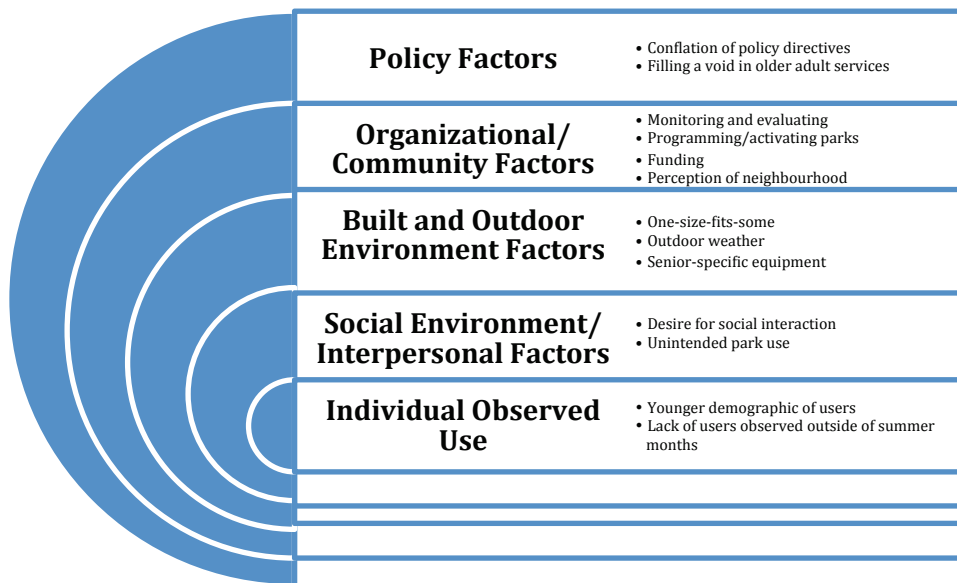 Policy Factors
• Conflation of policy directives
• Filling a void in older adult services
Organizational/
Community Factors
• Monitoring and evaluating
• Programming/activating parks
• Funding
• Perception of neighbourhood
Built and Outdoor
Environment Factors
• One-size-fits-some
• Outdoor weather
• Senior-specific equipment
Social Environment/
Interpersonal Factors
• Desire for social interaction
• Unintended park use
Individual Observed
Use
• Younger demographic of users
• Lack of users observed outside of summer
months